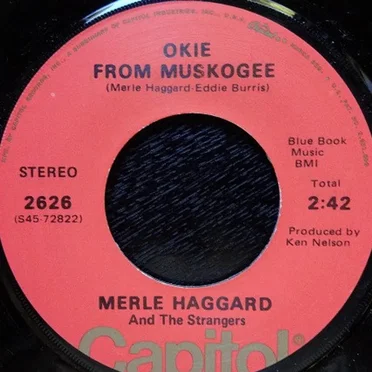 OKIE
FROM MUSKOGEE
(Merle Haggard-Eddie Burris)
Blue Book
Music
BMI
STEREO
Total
2626
2:42
(S45-72822)
Produced by
Ken Nelson
MERLE HAGGARD
And The Strangers
Capitol